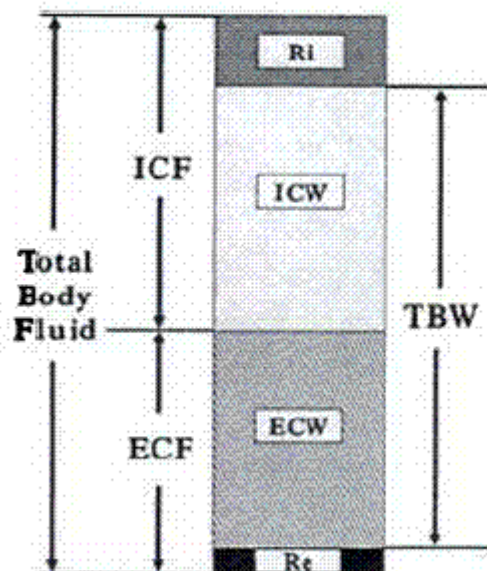 Ri
ICF
ICW
Total
Body
Fluid
TBW
ECW
ECF
Re